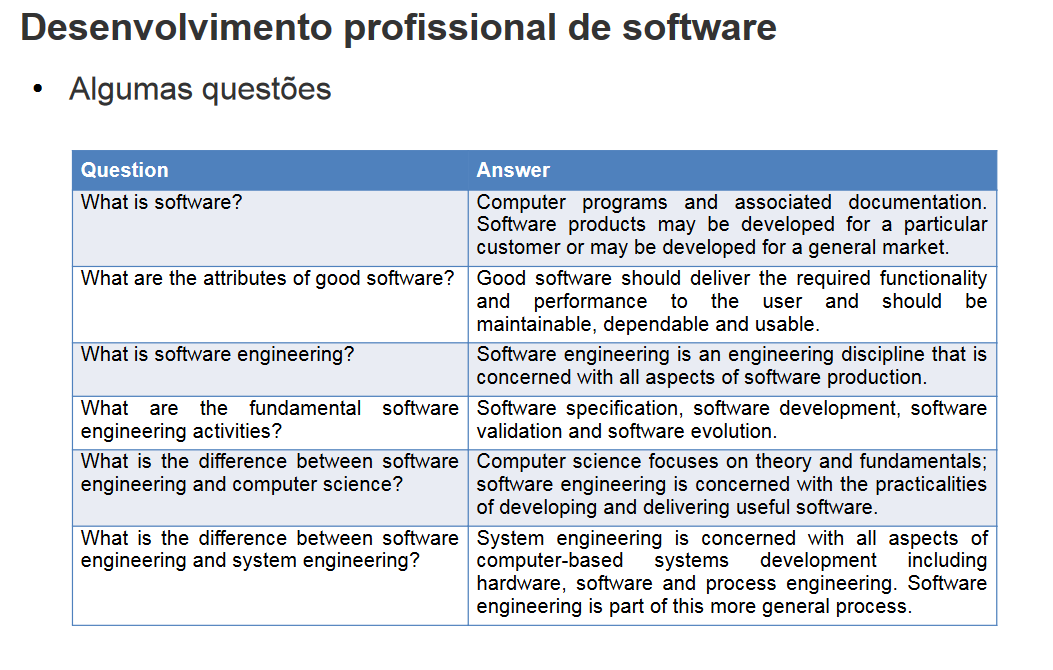 Desenvolvimento profissional de software
• Algumas questões
Question
Answer
What is software?
Computer programs and associated documentation.
Software products may be developed for a particular
customer or may be developed for a general market.
What are the attributes of good software?
Good software should deliver the required functionality
and performance to the user and should be
maintainable, dependable and usable.
What is software engineering?
Software engineering is an engineering discipline that is
concerned with all aspects of software production.
What are the fundamental software
engineering activities?
Software specification, software development, software
validation and software evolution.
What is the difference between software
engineering and computer science?
Computer science focuses on theory and fundamentals;
software engineering is concerned with the practicalities
of developing and delivering useful software.
What is the difference between software
engineering and system engineering?
System engineering is concerned with all aspects of
computer-based systems development including
hardware, software and process engineering. Software
engineering is part of this more general process.